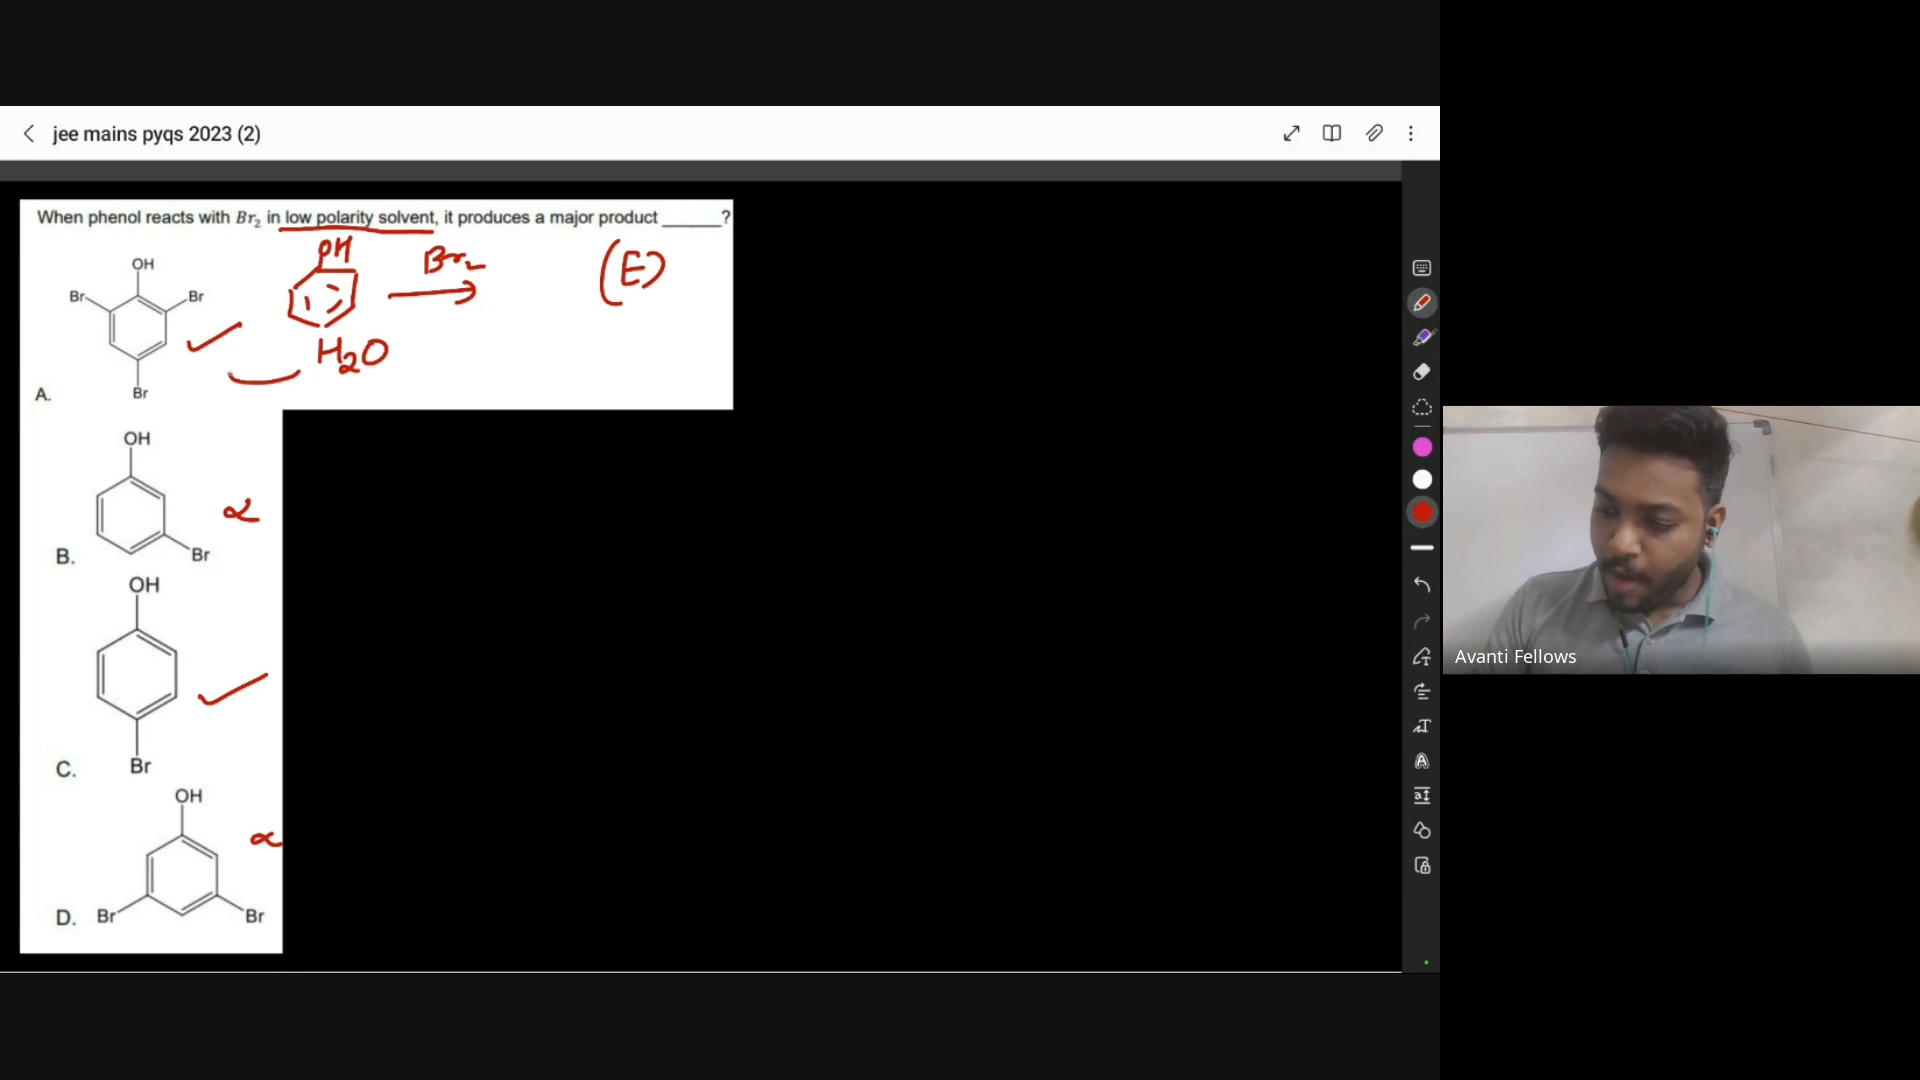 jee mains pyqs 2023 (2)
When phenol reacts with Br₂ in low polarity solvent, it produces a major product ______?
OH
Br₂
(E)
H₂O
OH
Br
Br
Br
A.
OH
Br
B.
OH
Br
C.
OH
Br
Br
D.
Avanti Fellows